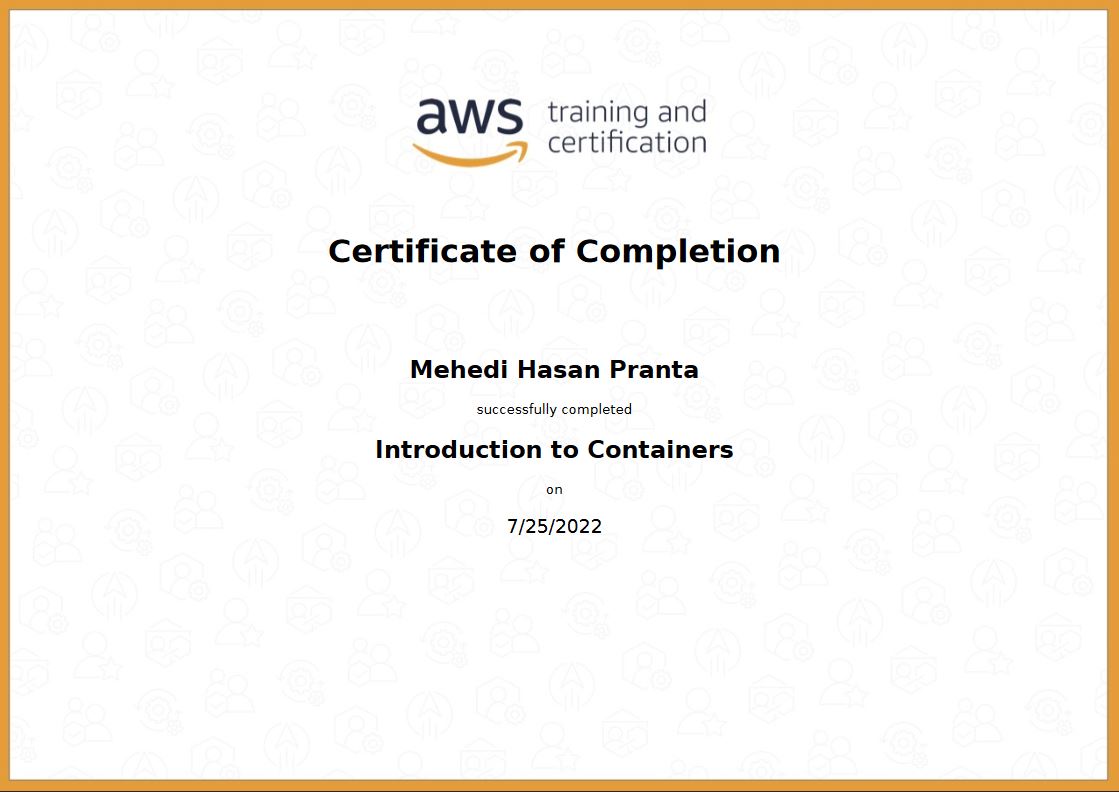 aws training and
certification
Certificate of Completion
Mehedi Hasan Pranta
successfully completed
Introduction to Containers
on
7/25/2022